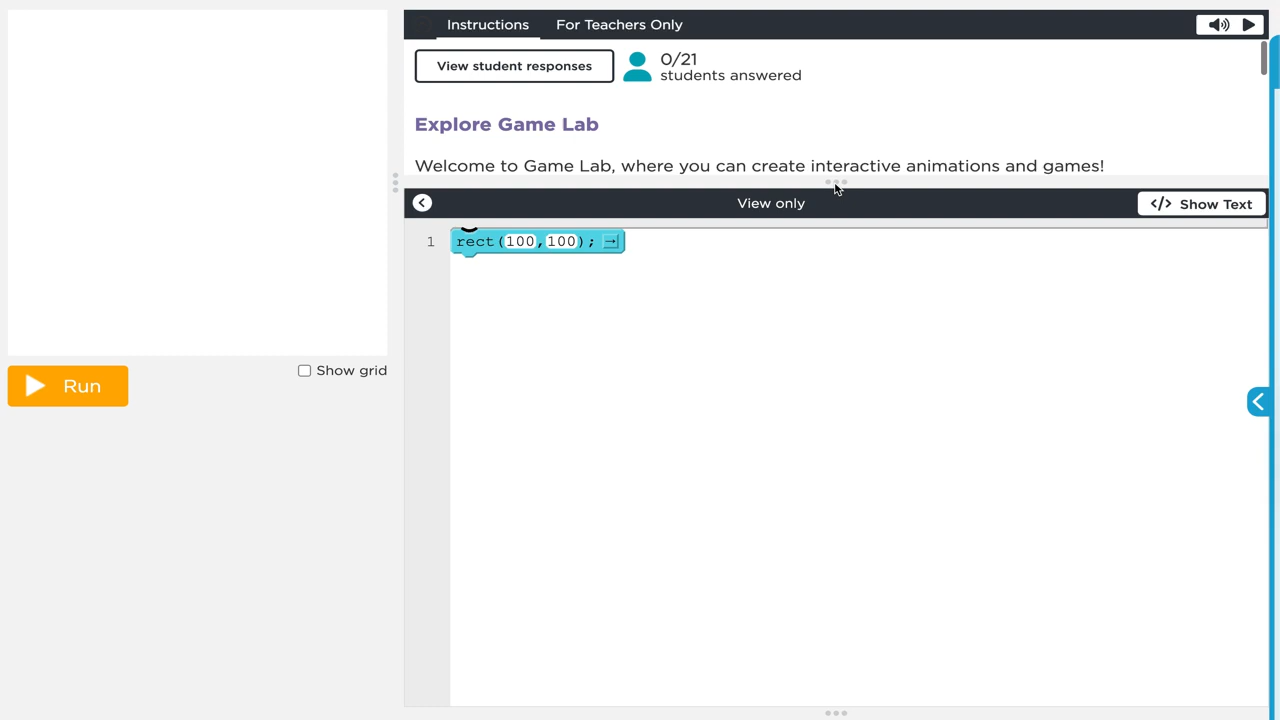 Instructions For Teachers Only
View student responses
0/21
students answered
Explore Game Lab
Welcome to Game Lab, where you can create interactive animations and games!
View only
</> Show Text
1 rect(100,100); →
Show grid
Run